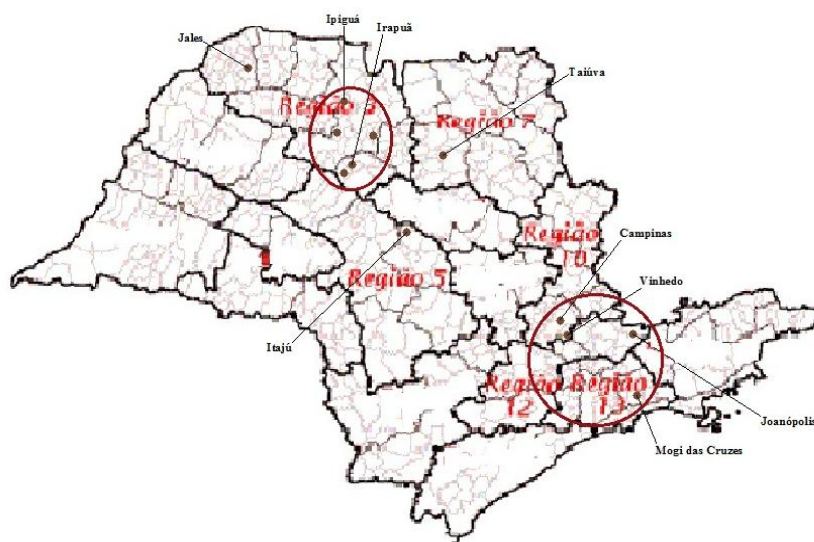 Ipiguá
Irapuã
Jales
Taiúva
Região 3
Região 7
Campinas
Região
10
Vinhedo
Região 5
Itajú
Região
12
Região
13
Joanópolis
Mogi das Cruzes